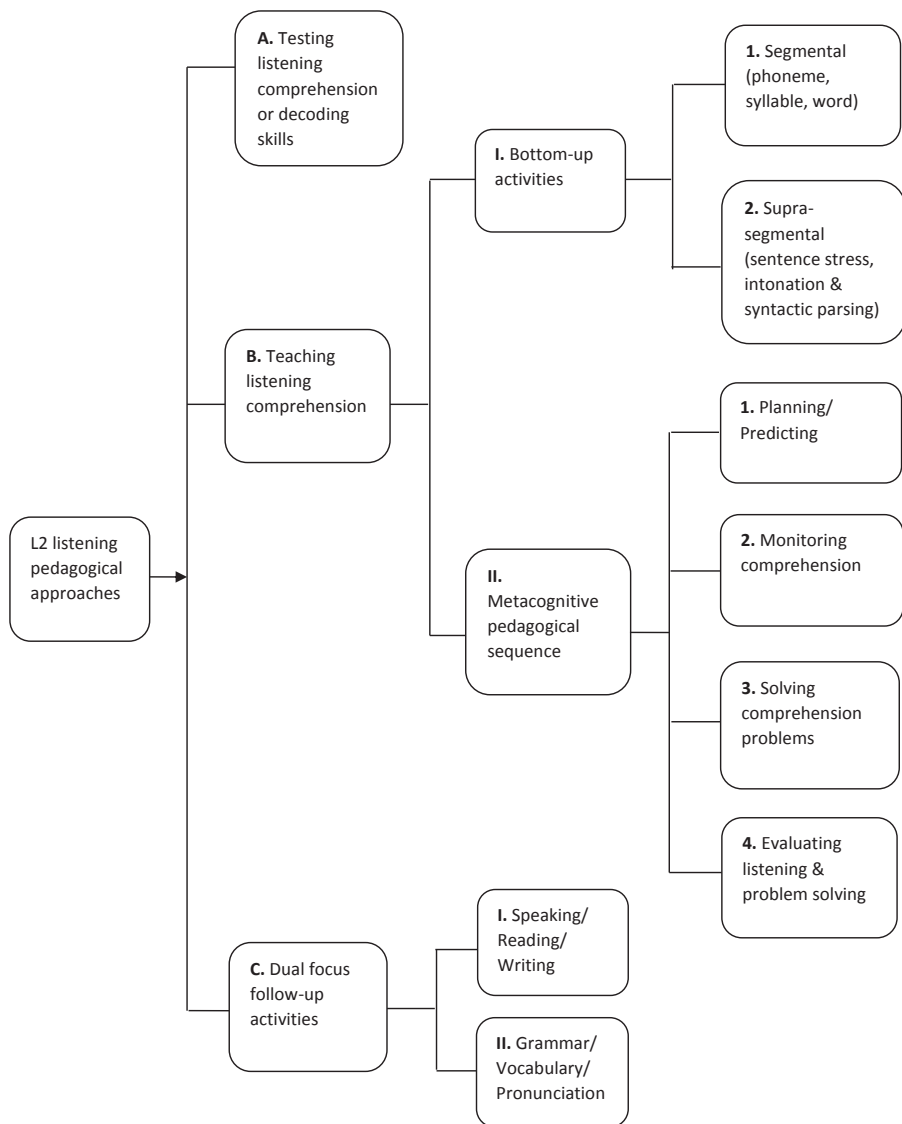 A. Testing
listening
comprehension
or decoding
skills
1. Segmental
(phoneme,
syllable, word)
I. Bottom-up
activities
2. Supra-
segmental
(sentence stress,
intonation &
syntactic parsing)
B. Teaching
listening
comprehension
1. Planning/
Predicting
L2 listening
pedagogical
approaches
2. Monitoring
comprehension
II.
Metacognitive
pedagogical
sequence
3. Solving
comprehension
problems
4. Evaluating
listening &
problem solving
C. Dual focus
follow-up
activities
I. Speaking/
Reading/
Writing
II. Grammar/
Vocabulary/
Pronunciation